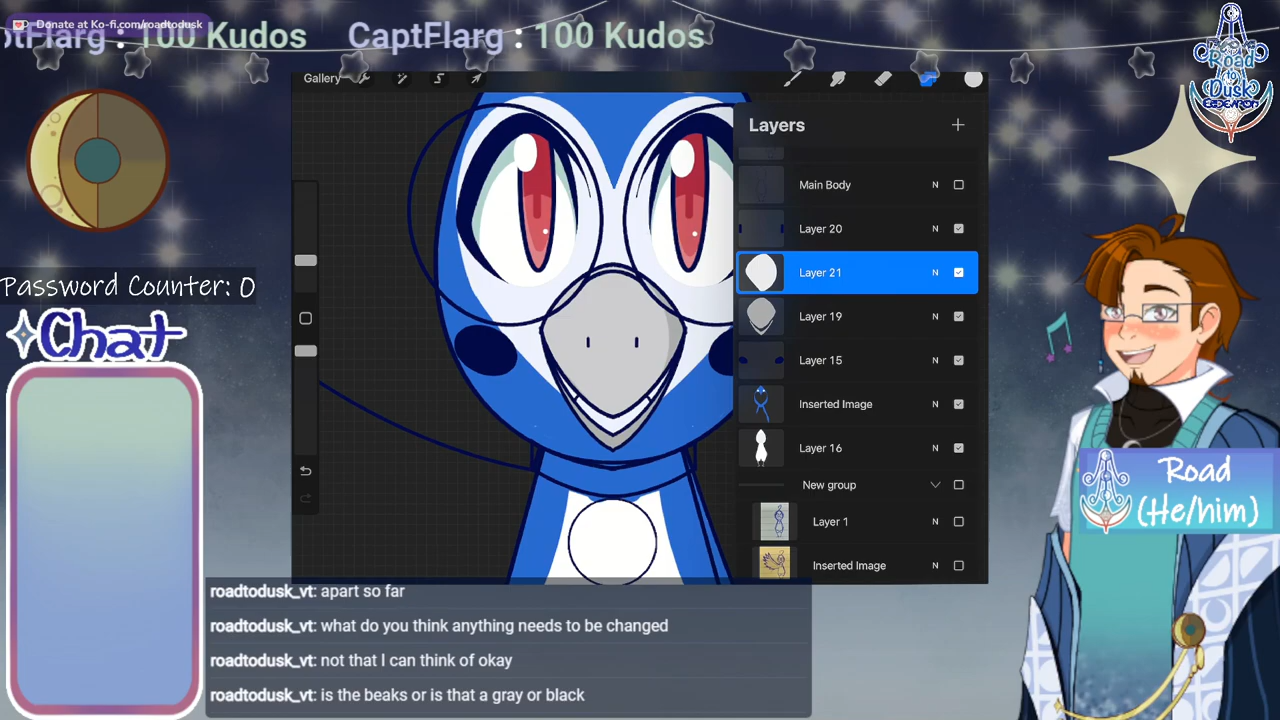 Donate at Ko-fi.com/roadtodusk
ptFlarg : 100 Kudos CaptFlarg : 100 Kudos
Road
to
Dusk
Gallery
Layers
Main Body N
Layer 20 N
Layer 21 N
Layer 19 N
Layer 15 N
Inserted Image N
Layer 16 N
New group
Layer 1 N
Inserted Image N
Password Counter: 0
Chat
Road
(He/him)
roadtodusk_vt: apart so far
roadtodusk_vt: what do you think anything needs to be changed
roadtodusk_vt: not that I can think of okay
roadtodusk_vt: is the beaks or is that a gray or black